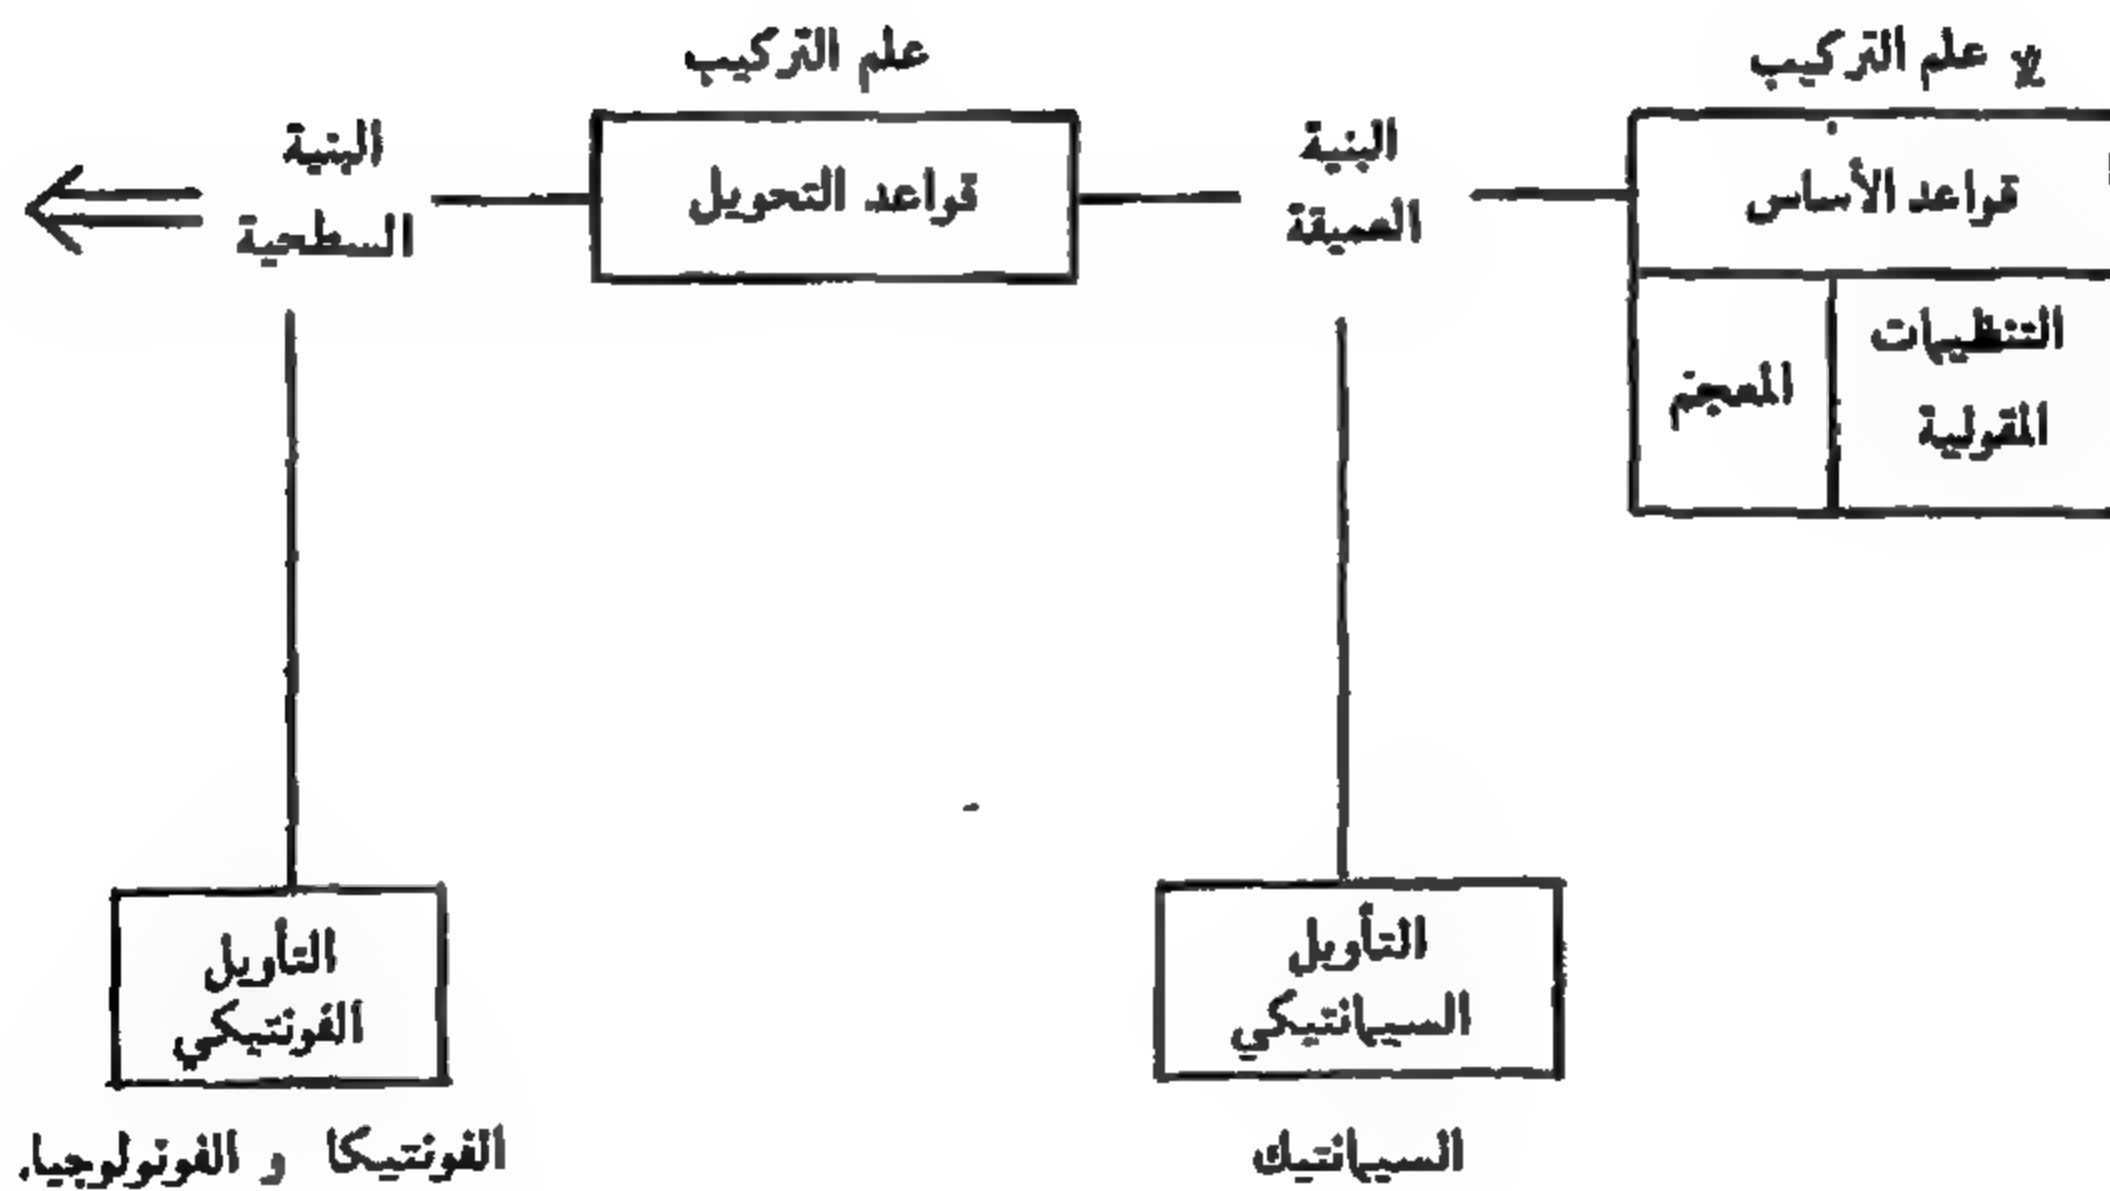 علم التركيب
قواعد الأساس
التنظيمات
المقولية
المعجم
البنية
العميقة
علم التركيب
قواعد التحويل
البنية
السطحية
التأويل
السيمانتيكي
السيمانتيك
التأويل
الفونتيكي
الفونتيكا و الفونولوجيا.